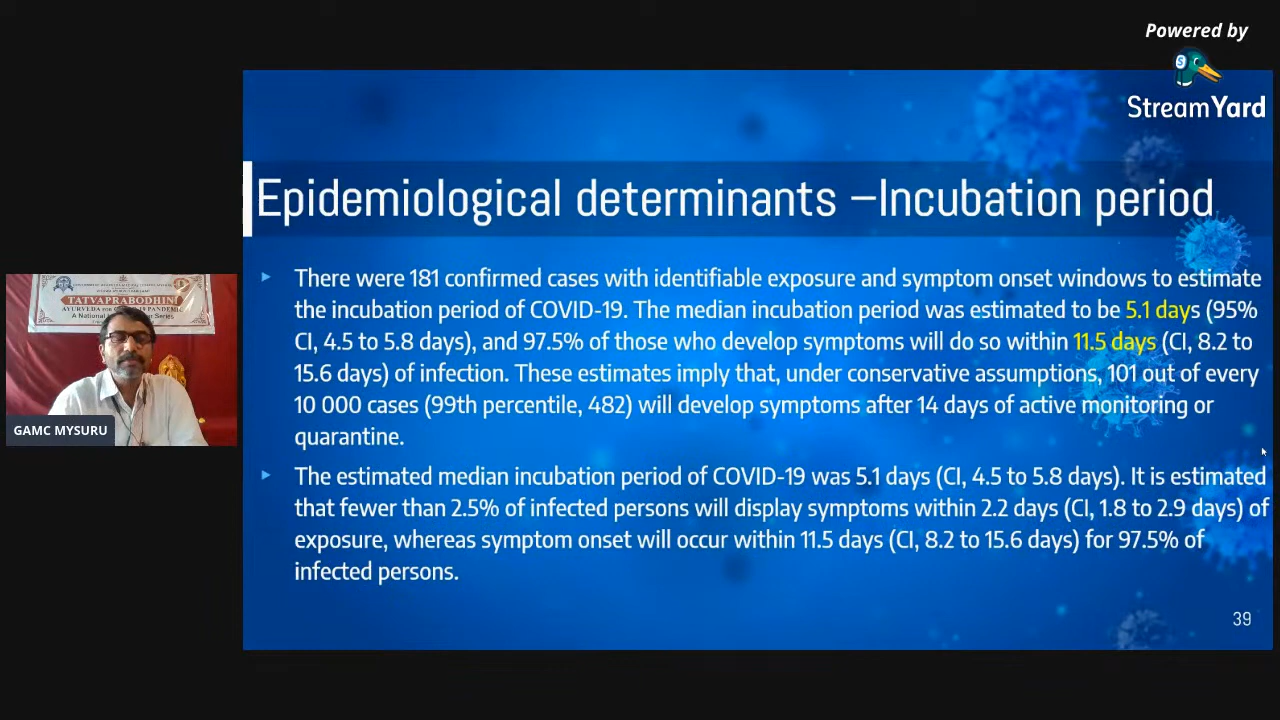 Powered by
StreamYard
Epidemiological determinants –Incubation period
There were 181 confirmed cases with identifiable exposure and symptom onset windows to estimate
the incubation period of COVID-19. The median incubation period was estimated to be 5.1 days (95%
CI, 4.5 to 5.8 days), and 97.5% of those who develop symptoms will do so within 11.5 days (CI, 8.2 to
15.6 days) of infection. These estimates imply that, under conservative assumptions, 101 out of every
10 000 cases (99th percentile, 482) will develop symptoms after 14 days of active monitoring or
quarantine.
The estimated median incubation period of COVID-19 was 5.1 days (CI, 4.5 to 5.8 days). It is estimated
that fewer than 2.5% of infected persons will display symptoms within 2.2 days (CI, 1.8 to 2.9 days) of
exposure, whereas symptom onset will occur within 11.5 days (CI, 8.2 to 15.6 days) for 97.5% of
infected persons.
39
TATVAPRABODHINI
AYURVEDA
PANDEMIC
A National
Series
GAMC MYSURU